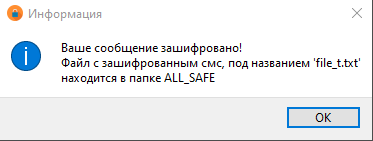 Информация
Ваше сообщение зашифровано!
Файл с зашифрованным смс, под названием 'file_t.txt'
находится в папке ALL_SAFE
OK